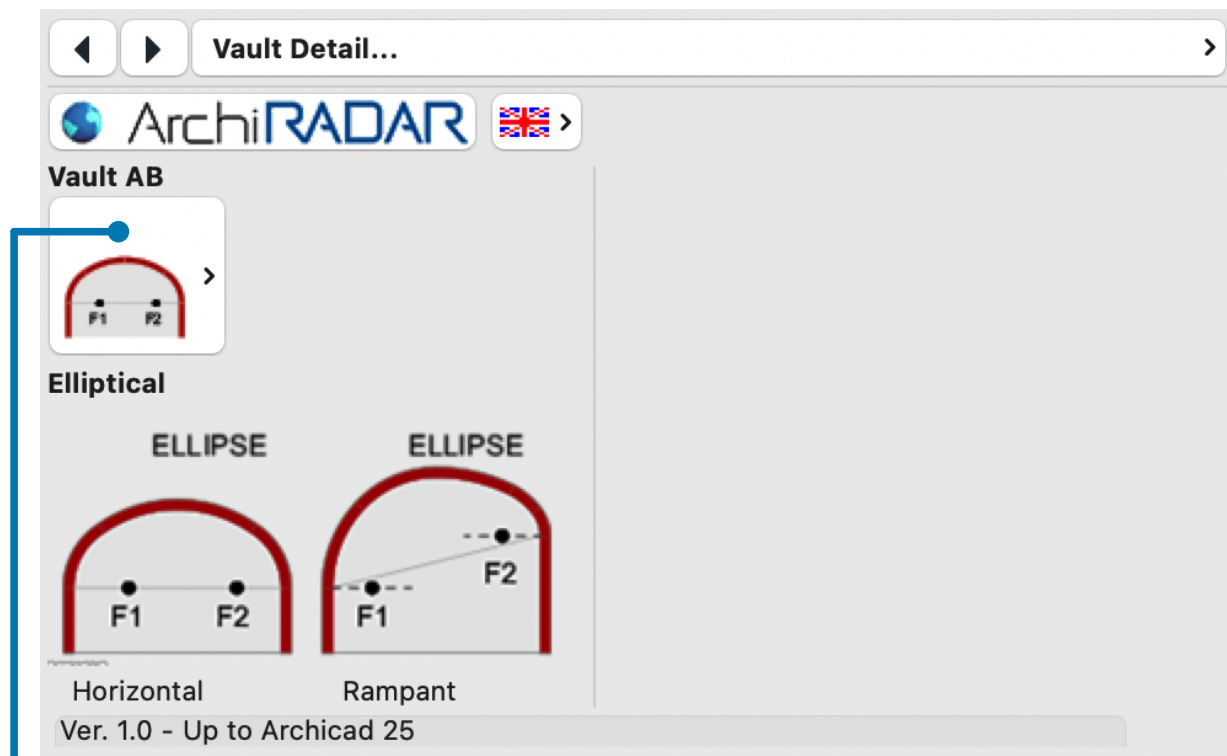 Vault Detail...
ArchiRADAR
Vault AB
F1 F2
Elliptical
ELLIPSE ELLIPSE
F1 F2 F1 F2
Horizontal Rampant
Ver. 1.0 - Up to Archicad 25